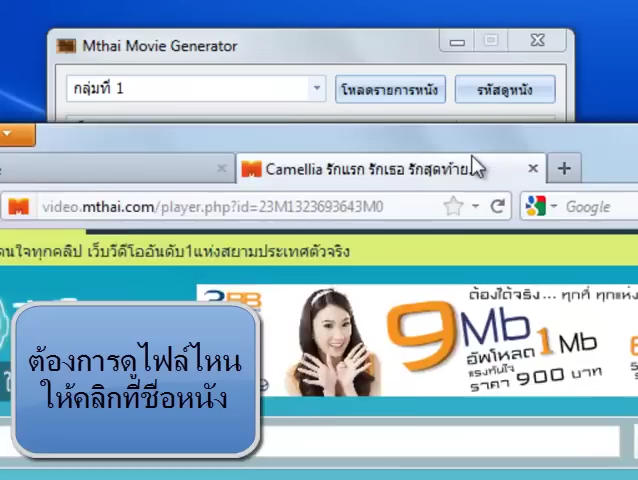 Mthai Movie Generator
กลุ่มที่ 1
โหลดรายการหนัง
รหัสดูหนัง
Camellia รักแรก รักเธอ รักสุดท้าย
video.mthai.com/player.php?id=23M1323693643M0
Google
ทุกคลิป เว็บวีดีโออันดับ1แห่งสยามประเทศตัวจริง
3BB
ต้องได้จริง... ทุกที่ ทุกแห่ง
9Mb
อัพโหลด 1 Mb
แรงทันใจ
ราคา 900 บาท
ต้องการดูไฟล์ไหน
ให้คลิกที่ชื่อหนัง